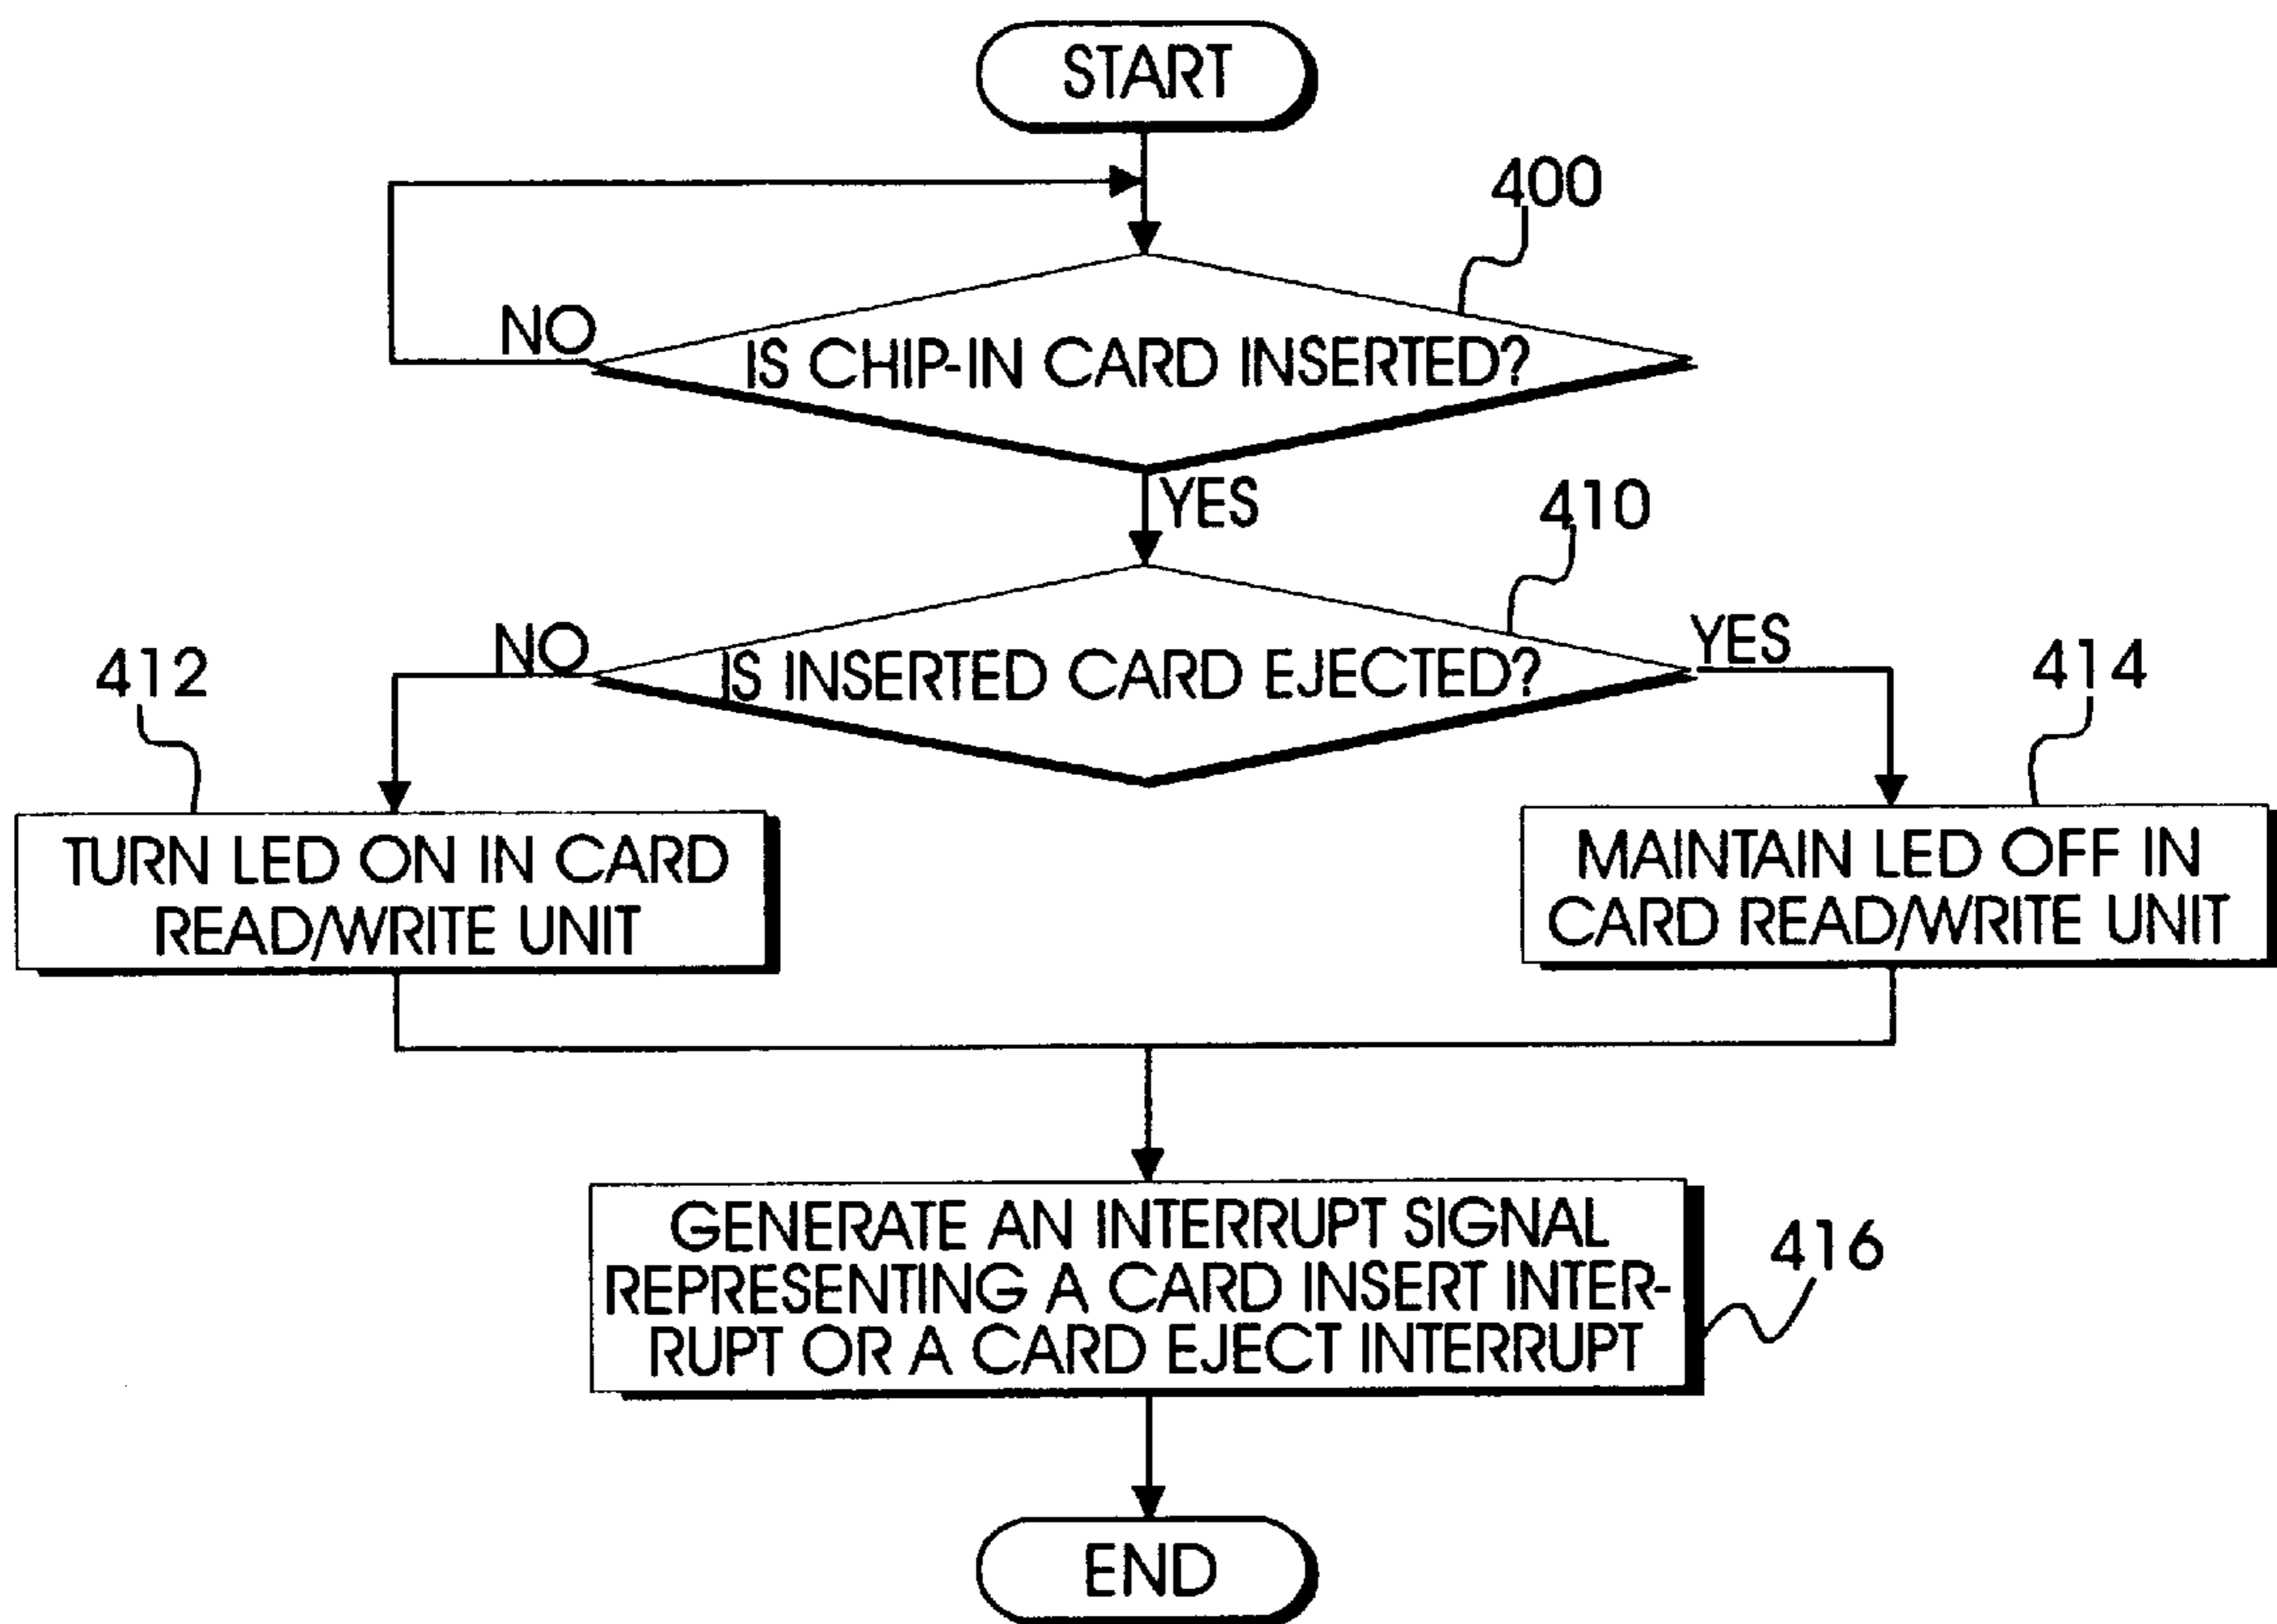 START
400
NO
IS CHIP-IN CARD INSERTED?
YES
410
NO
IS INSERTED CARD EJECTED?
YES
412
414
TURN LED ON IN CARD
READ/WRITE UNIT
MAINTAIN LED OFF IN
CARD READ/WRITE UNIT
GENERATE AN INTERRUPT SIGNAL
REPRESENTING A CARD INSERT INTER-
RUPT OR A CARD EJECT INTERRUPT
416
END